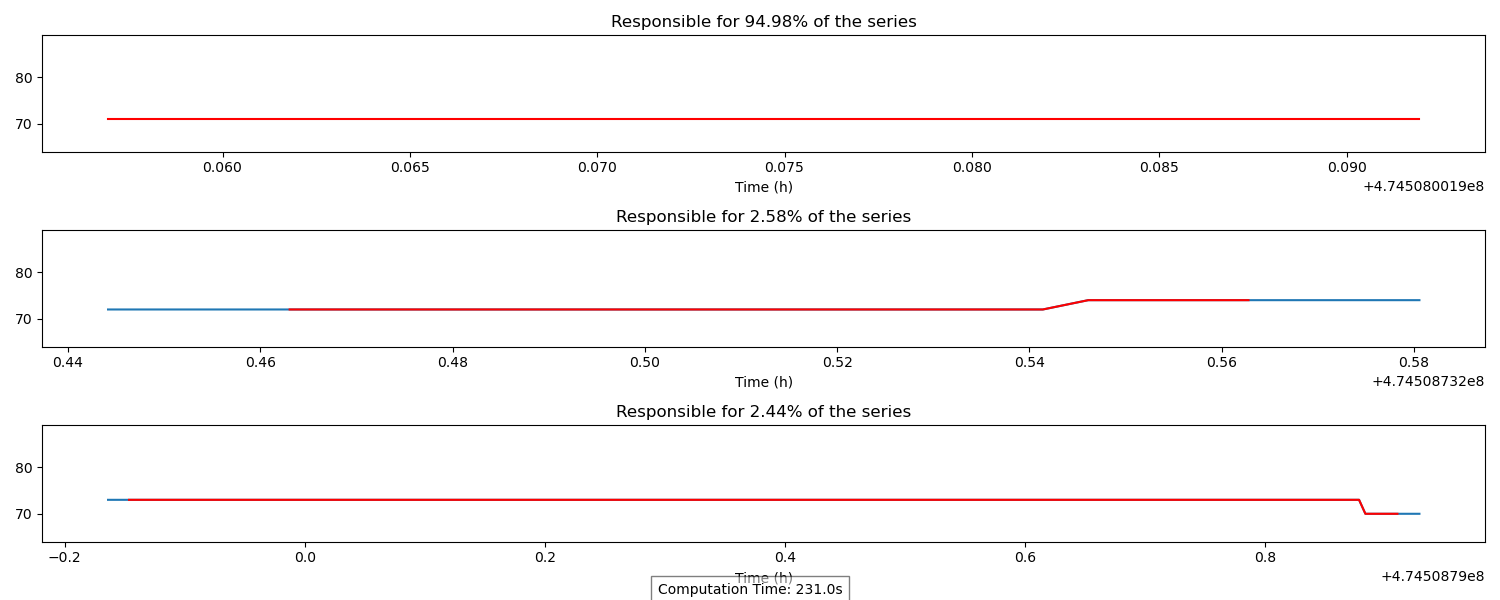 Responsible for 94.98% of the series
80
70
0.060 0.065 0.070 0.075 0.080 0.085 0.090
Time (h)
+4.745080019e8
Responsible for 2.58% of the series
80
70
0.44 0.46 0.48 0.50 0.52 0.54 0.56 0.58
Time (h)
+4.74508732e8
Responsible for 2.44% of the series
80
70
−0.2 0.0 0.2 0.4 0.6 0.8
Time (h)
+4.7450879e8
Computation Time: 231.0s